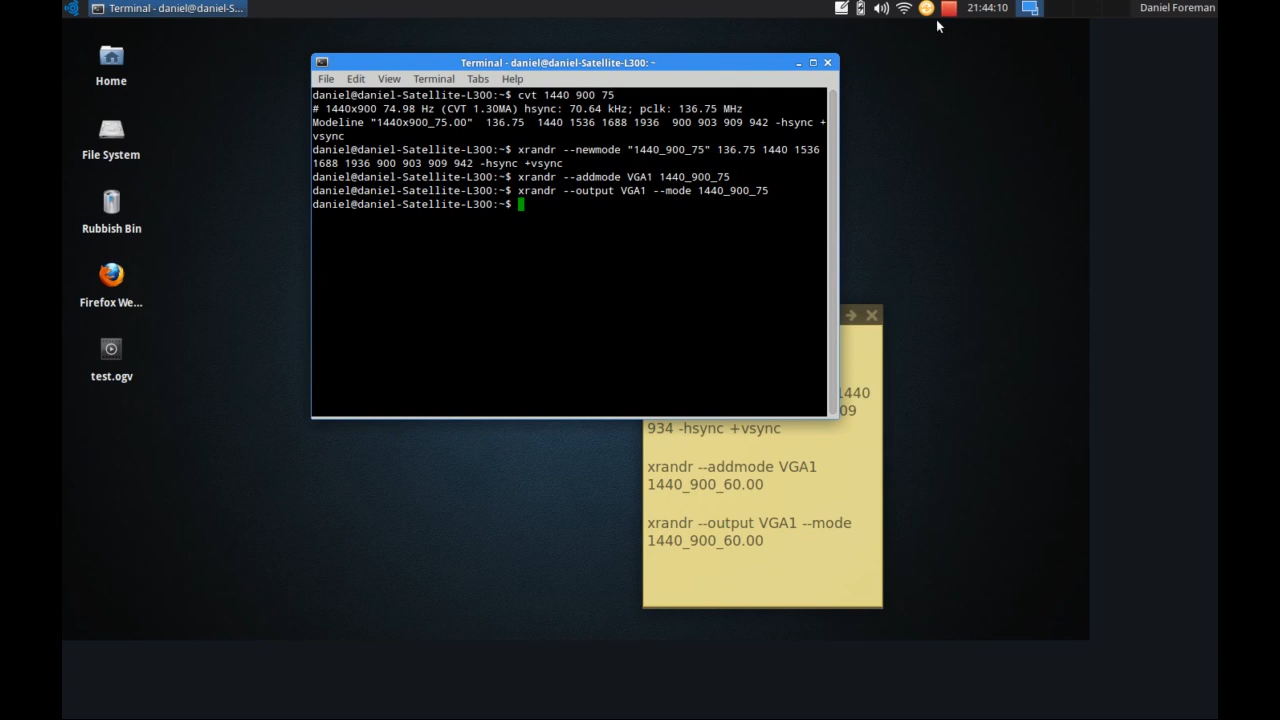 Terminal - daniel@daniel-S...
21:44:10
Daniel Foreman
Home
File System
Rubbish Bin
Firefox We...
test.ogv
Terminal - daniel@daniel-Satellite-L300: ~
File Edit View Terminal Tabs Help
daniel@daniel-Satellite-L300:~$ cvt 1440 900 75
# 1440x900 74.98 Hz (CVT 1.30MA) hsync: 70.64 kHz; pclk: 136.75 MHz
Modeline "1440x900_75.00"  136.75  1440 1536 1688 1936  900 903 909 942 -hsync +
vsync
daniel@daniel-Satellite-L300:~$ xrandr --newmode "1440_900_75" 136.75 1440 1536
1688 1936 900 903 909 942 -hsync +vsync
daniel@daniel-Satellite-L300:~$ xrandr --addmode VGA1 1440_900_75
daniel@daniel-Satellite-L300:~$ xrandr --output VGA1 --mode 1440_900_75
daniel@daniel-Satellite-L300:~$
1440
09
934 -hsync +vsync
xrandr --addmode VGA1
1440_900_60.00
xrandr --output VGA1 --mode
1440_900_60.00